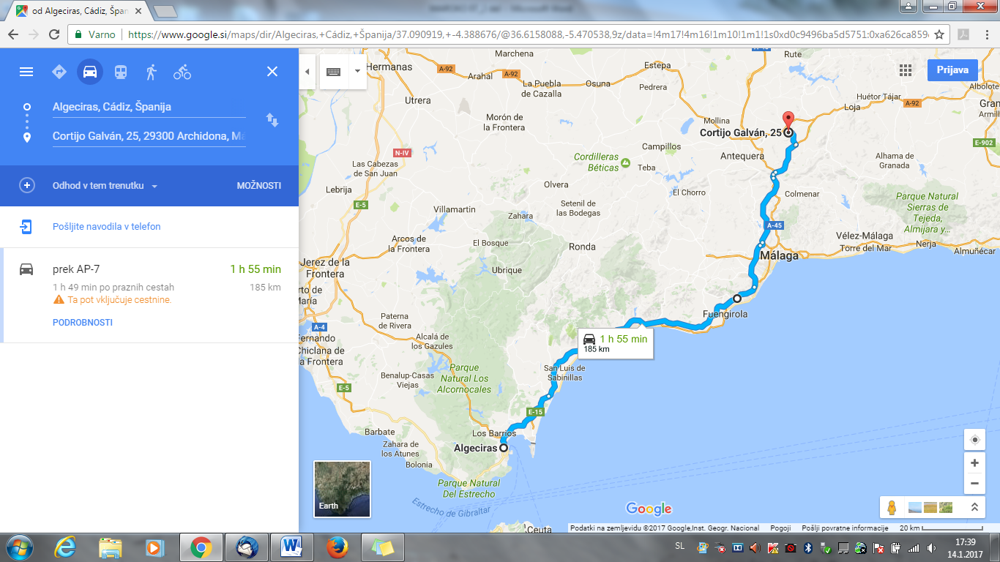 od Algeciras, Cádiz, Špan
Varno
https://www.google.si/maps/dir/Algeciras,+Cádiz,+Španija/37.090919,+-4.388676/@36.6158088,-5.470538,9z/data=!4m17!4m16!1m10!1m1!1s0xd0c9496ba5d5751:0xa626ca859
Algeciras, Cádiz, Španija
Cortijo Galván, 25, 29300 Archidona, Má
Odhod v tem trenutku
MOŽNOSTI
Pošljite navodila v telefon
prek AP-7
1 h 55 min
1 h 49 min po praznih cestah
185 km
Ta pot vključuje cestnine.
PODROBNOSTI
Prijava
Marchena
Rute
Hermanas
A-92
Arahal
A-92
La Puebla
de Cazalla
Osuna
Estepa
Pedrera
Utrera
Morón de
la Frontera
Mollina
Huétor Tájar
A-92
Loja
Albolote
Gran
Armilla
Cortijo Galván, 25
E-902
N-IV
Las Cabezas
de San Juan
Cordilleras
Béticas
Campillos
Teba
Antequera
Alhama de
Granada
Lebrija
E-5
Olvera
El Chorro
Colmenar
Villamartin
Zahara
Setenil de
las Bodegas
Parque Natural
Sierras de
Tejeda,
Almijara y...
A-45
Arcos de
la Frontera
El Bosque
Ronda
Vélez-Málaga
Torre del Mar
Nerja
Almuñécar
Málaga
Jerez de la
Frontera
Ubrique
rto de
María
Fuengirola
Paterna
de Rivera
A-4
Fernando
Chiclana de
la Frontera
Alcalá de
los Gazules
1 h 55 min
185 km
Parque
Natural Los
Alcornocales
San Luis de
Sabinillas
Benalup-Casas
Viejas
E-5
E-15
Barbate
Los Barrios
Zahara de
los Atunes
Algeciras
Bolonia
Parque Natural
Del Estrecho
Estrecho de Gibraltar
Ceuta
Earth
Google
Podatki na zemljevidu ©2017 Google,Inst. Geogr. Nacional
Pogoji
Pošlji povratne informacije
20 km
SL
17:39
14.1.2017